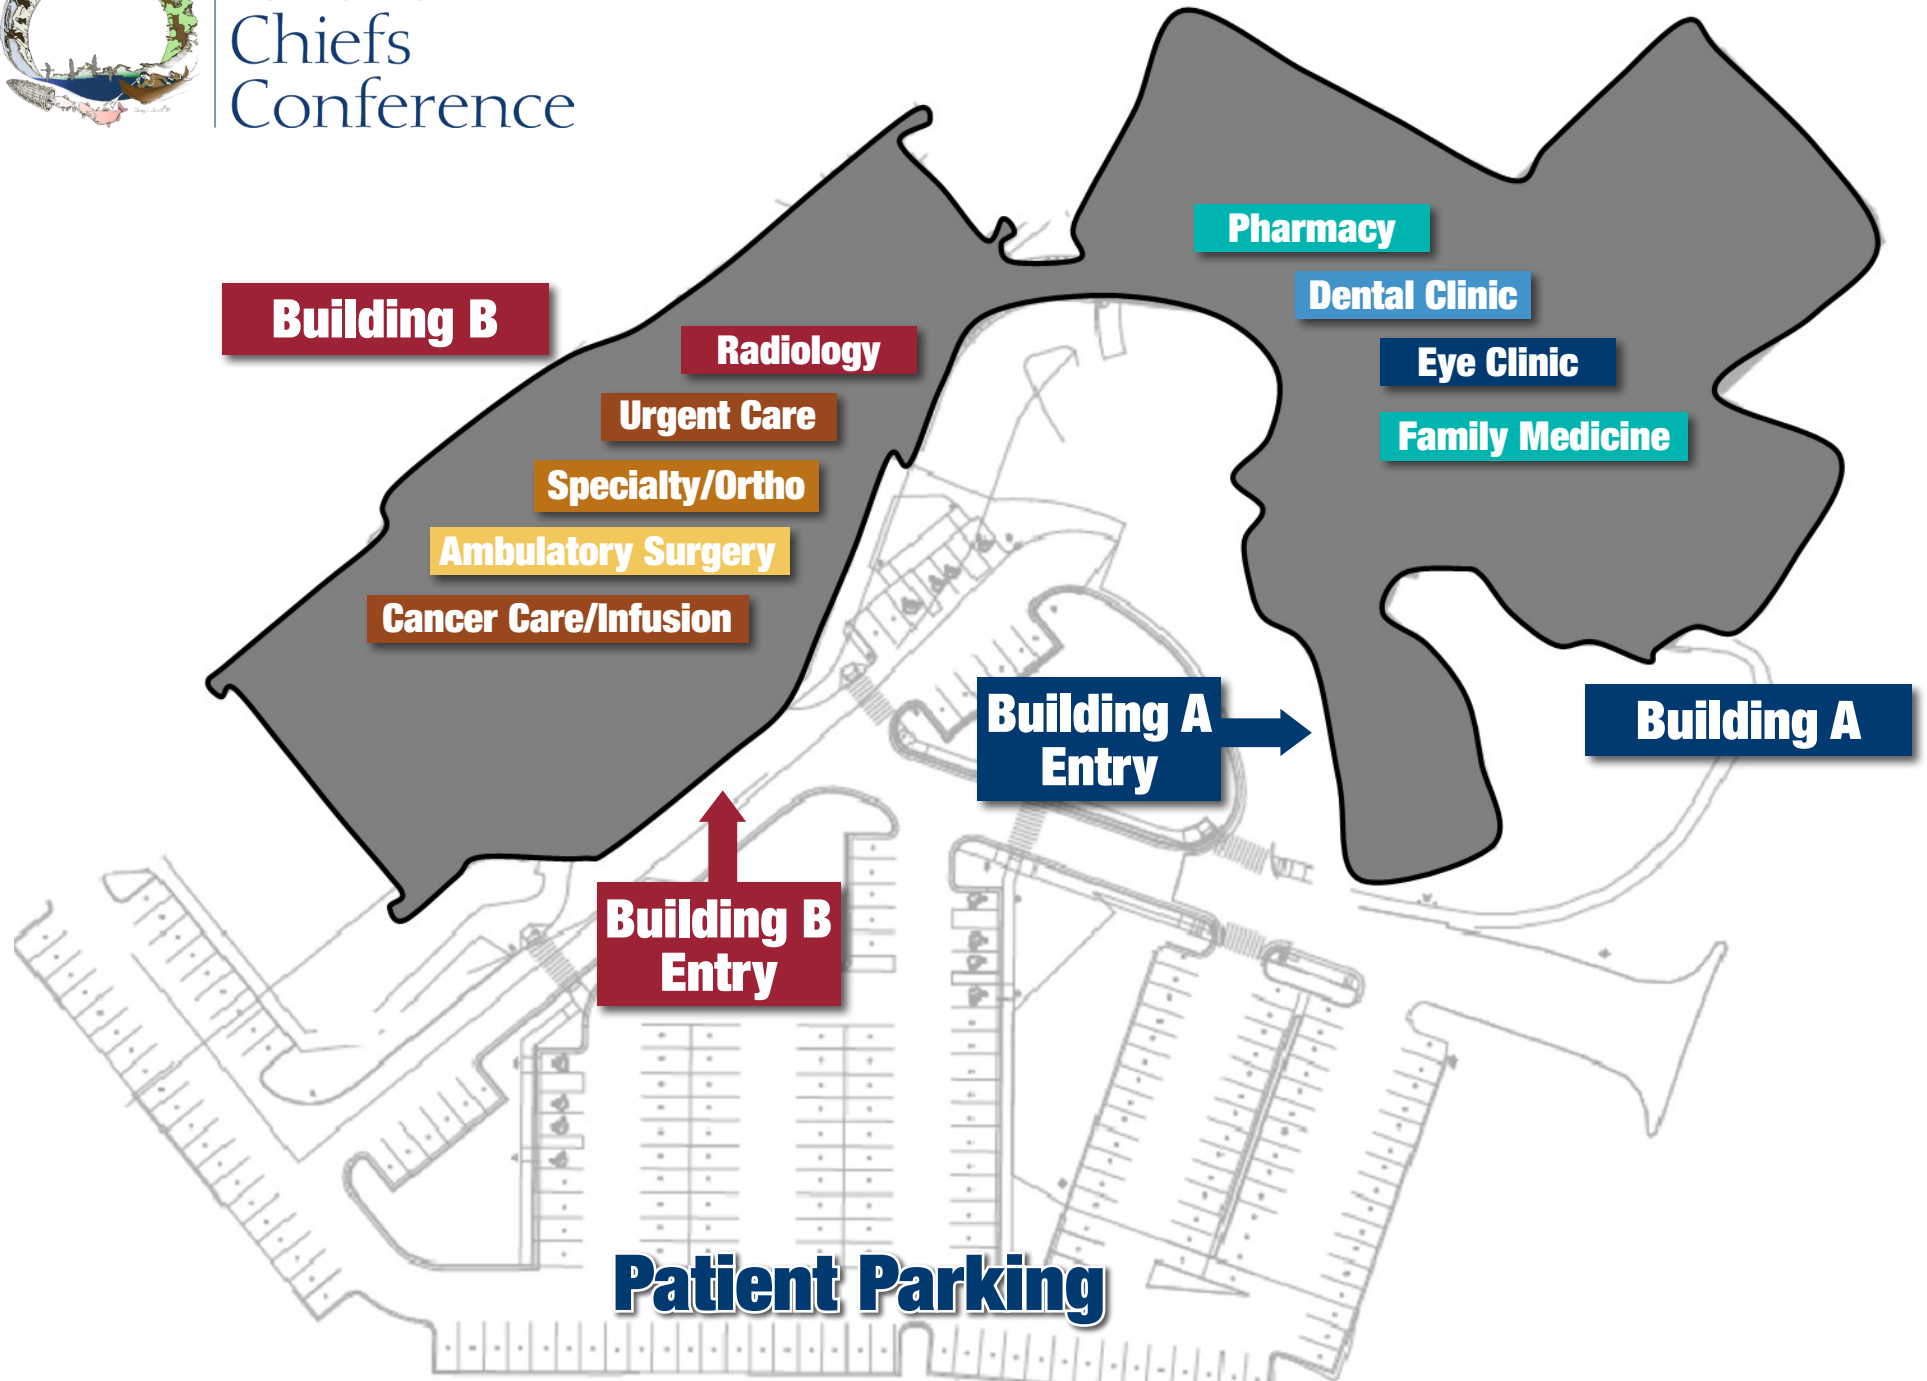 Chiefs
Conference
Pharmacy
Dental Clinic
Building B
Radiology
Eye Clinic
Urgent Care
Family Medicine
Specialty/Ortho
Ambulatory Surgery
Cancer Care/Infusion
Building A
Entry
Building A
Building B
Entry
Patient Parking